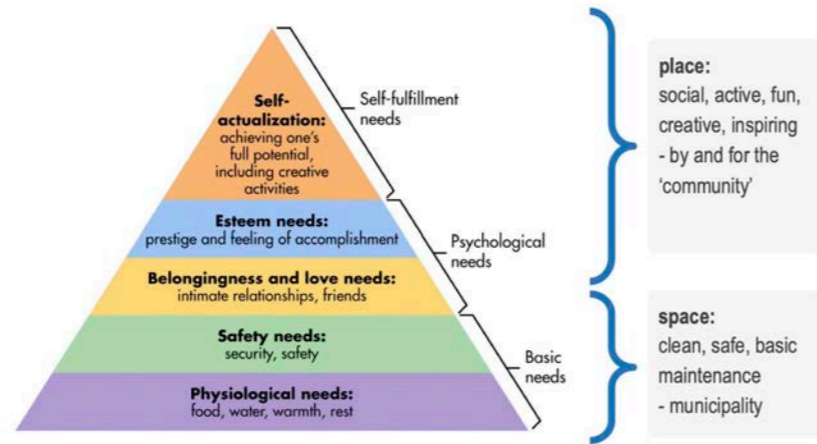 Self-
actualization:
achieving one's
full potential,
including creative
activities
Esteem needs:
prestige and feeling of accomplishment
Belongingness and love needs:
intimate relationships, friends
Safety needs:
security, safety
Physiological needs:
food, water, warmth, rest
Self-fulfillment
needs
Psychological
needs
Basic
needs
place:
social, active, fun,
creative, inspiring
- by and for the
‘community’
space:
clean, safe, basic
maintenance
- municipality